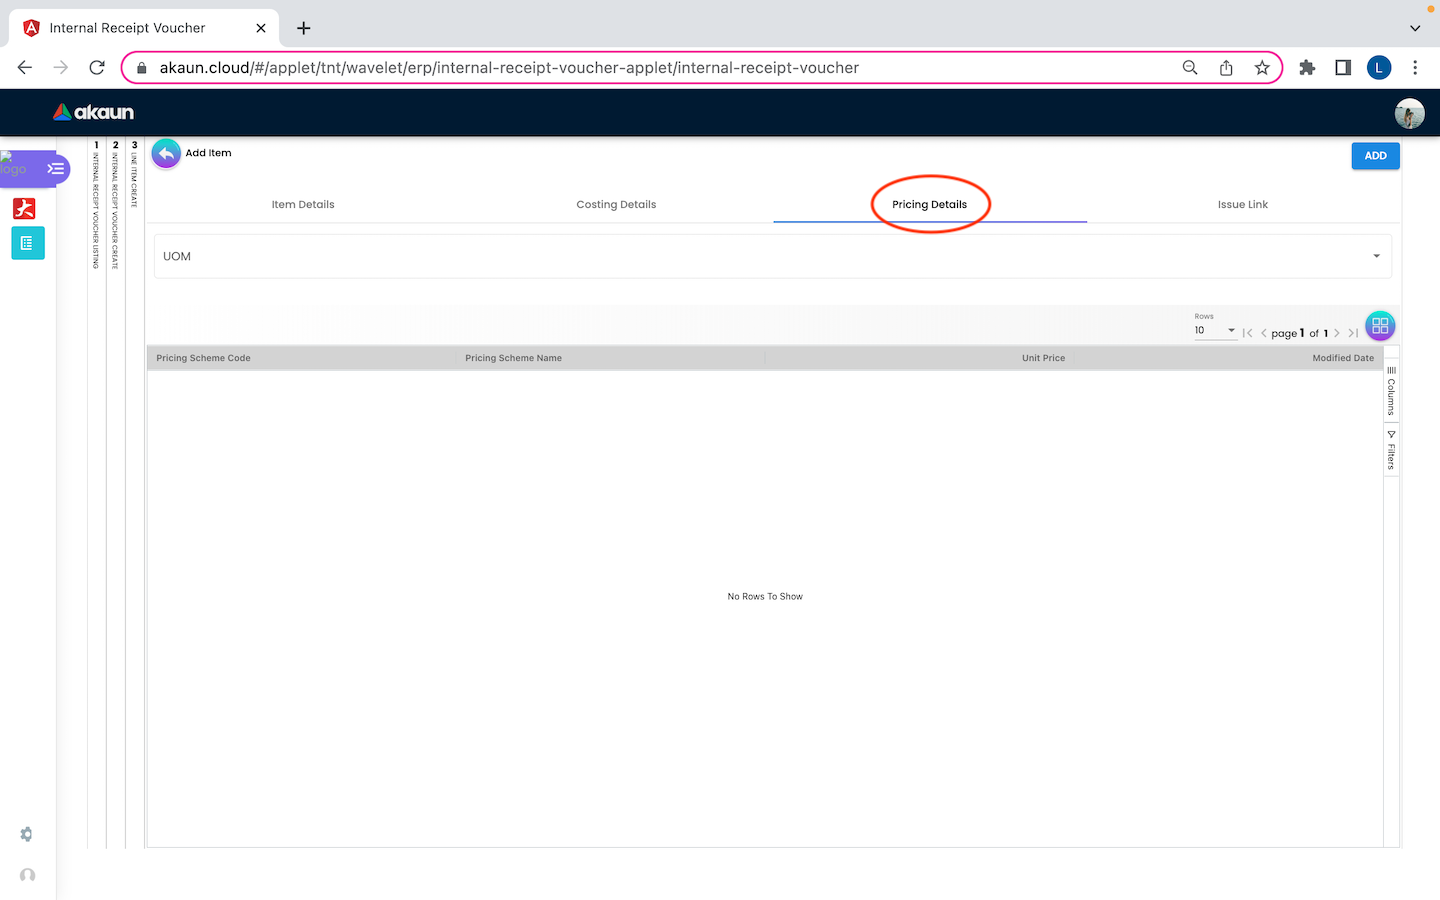 Internal Receipt Voucher
akaun.cloud/#/applet/tnt/wavelet/erp/internal-receipt-voucher-applet/internal-receipt-voucher
L
akaun
logo
1 INTERNAL RECEIPT VOUCHER LISTING
2 INTERNAL RECEIPT VOUCHER CREATE
3 LINE ITEM CREATE
Add Item
ADD
Item Details
Costing Details
Pricing Details
Issue Link
UOM
Rows
10
page 1 of 1
Pricing Scheme Code
Pricing Scheme Name
Unit Price
Modified Date
Columns
Filters
No Rows To Show